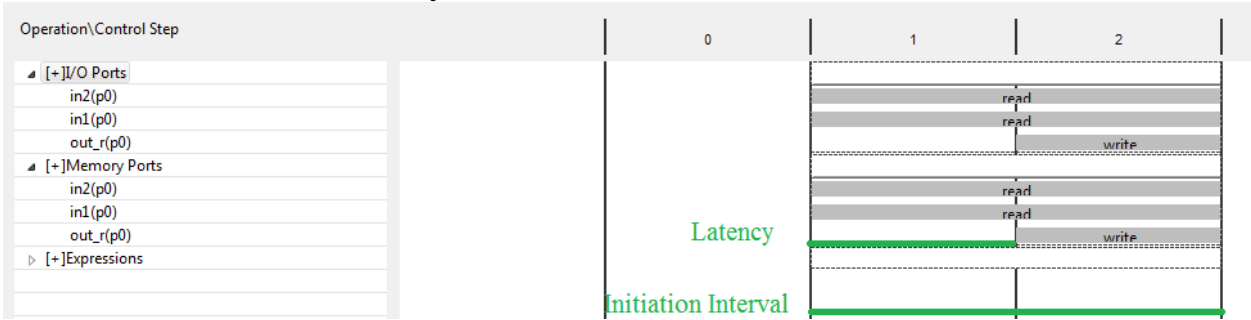 Operation\Control Step 0 1 2
[+]I/O Ports
in2(p0) read
in1(p0) read
out_r(p0) write
[+]Memory Ports
in2(p0) read
in1(p0) read
out_r(p0) Latency write
[+]Expressions
Initiation Interval